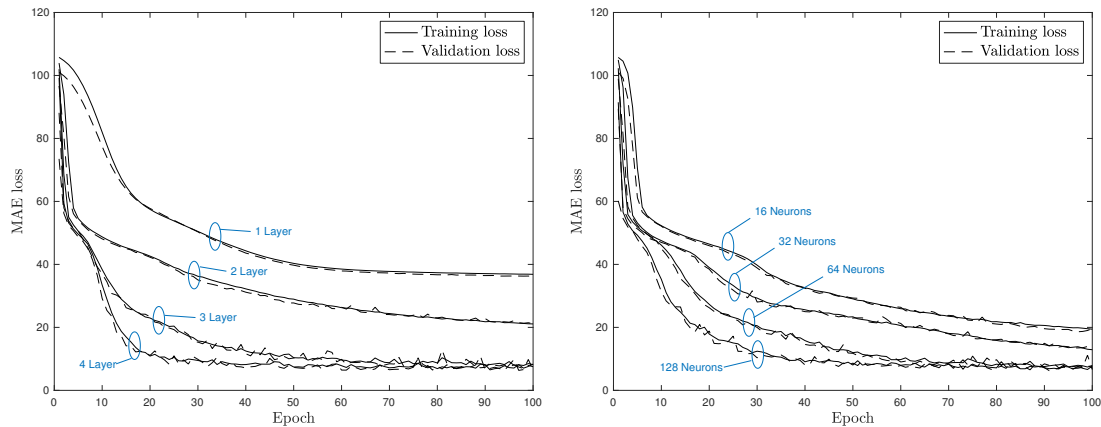 120
100
80
60
40
20
0
MAE loss
Training loss
Validation loss
1 Layer
2 Layer
3 Layer
4 Layer
0 10 20 30 40 50 60 70 80 90 100
Epoch
120
100
80
60
40
20
0
MAE loss
Training loss
Validation loss
16 Neurons
32 Neurons
64 Neurons
128 Neurons
0 10 20 30 40 50 60 70 80 90 100
Epoch